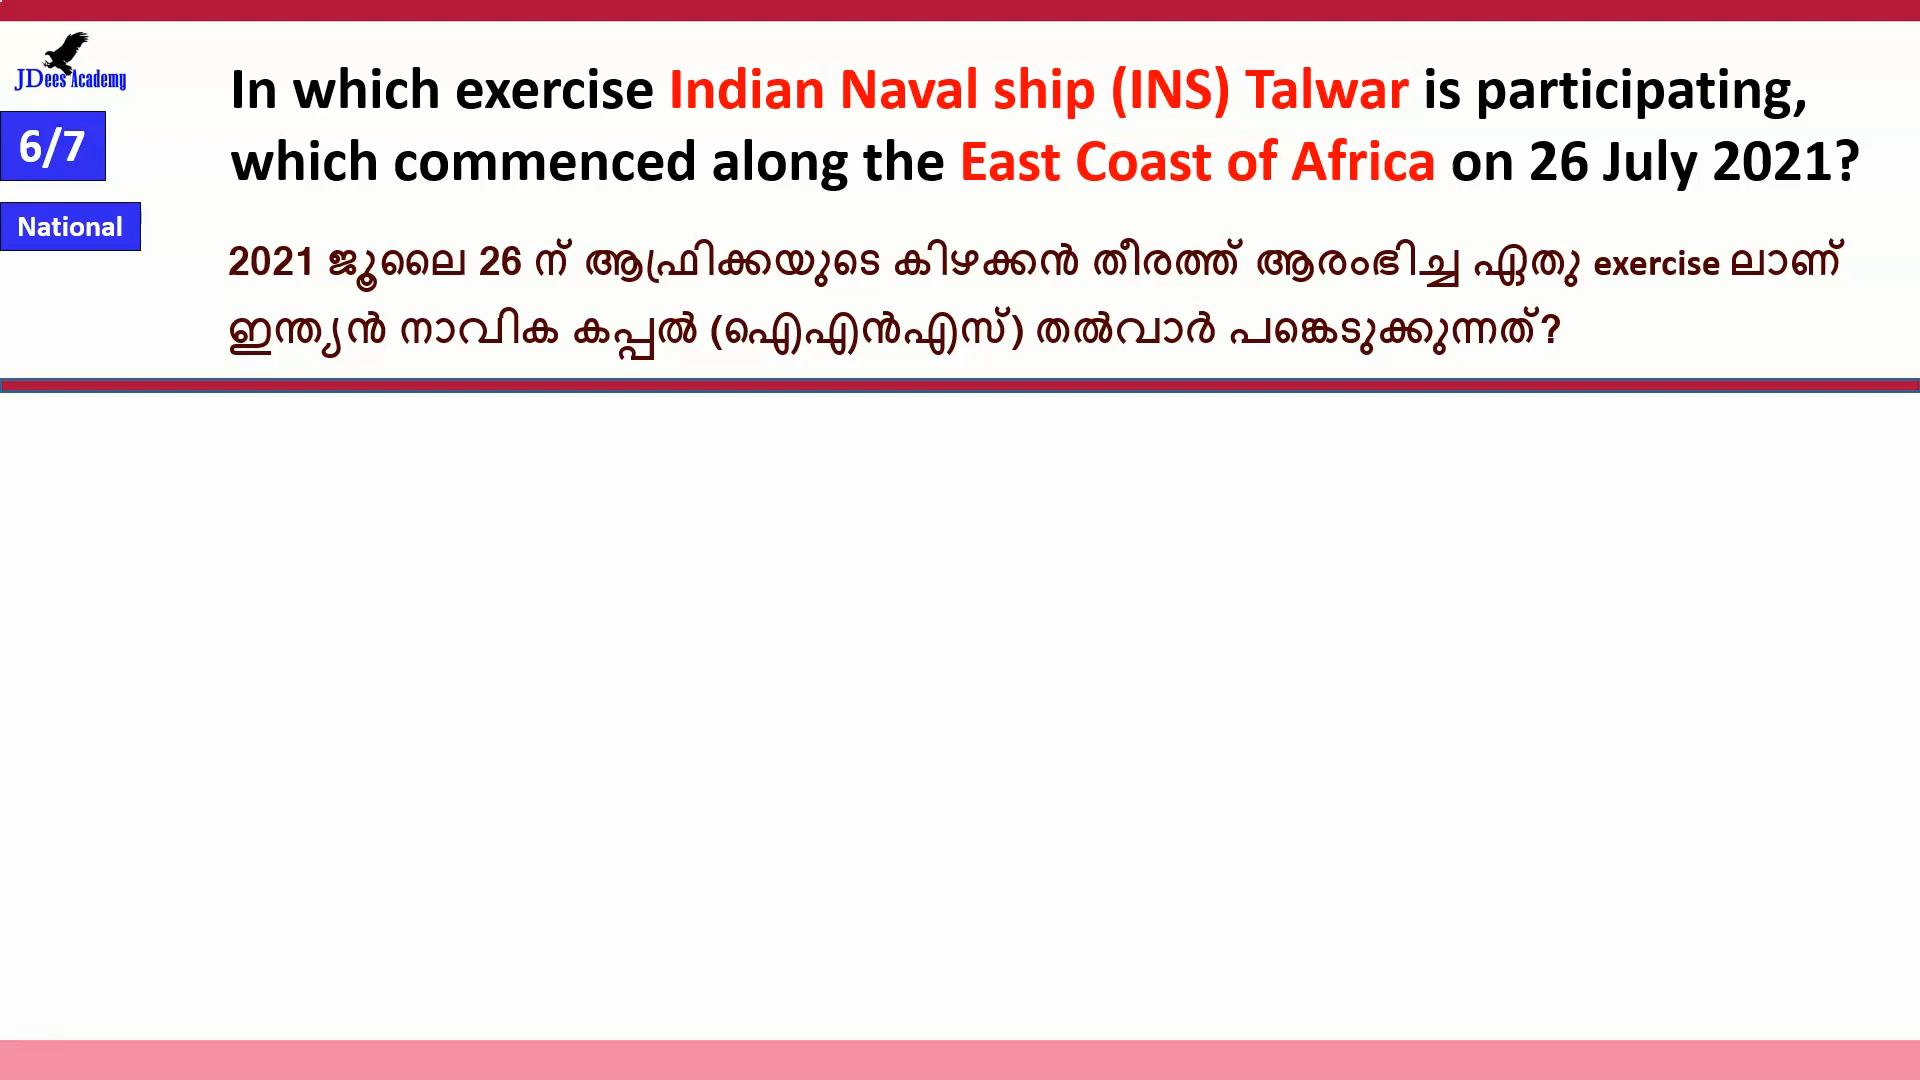 JDees Academy
6/7
National
In which exercise Indian Naval ship (INS) Talwar is participating,
which commenced along the East Coast of Africa on 26 July 2021?
2021 ജൂലൈ 26 ന് ആഫ്രിക്കയുടെ കിഴക്കൻ തീരത്ത് ആരംഭിച്ച ഏതു exercise ലാണ്
ഇന്ത്യൻ നാവിക കപ്പൽ (ഐഎൻഎസ്) തൽവാർ പങ്കെടുക്കുന്നത്?